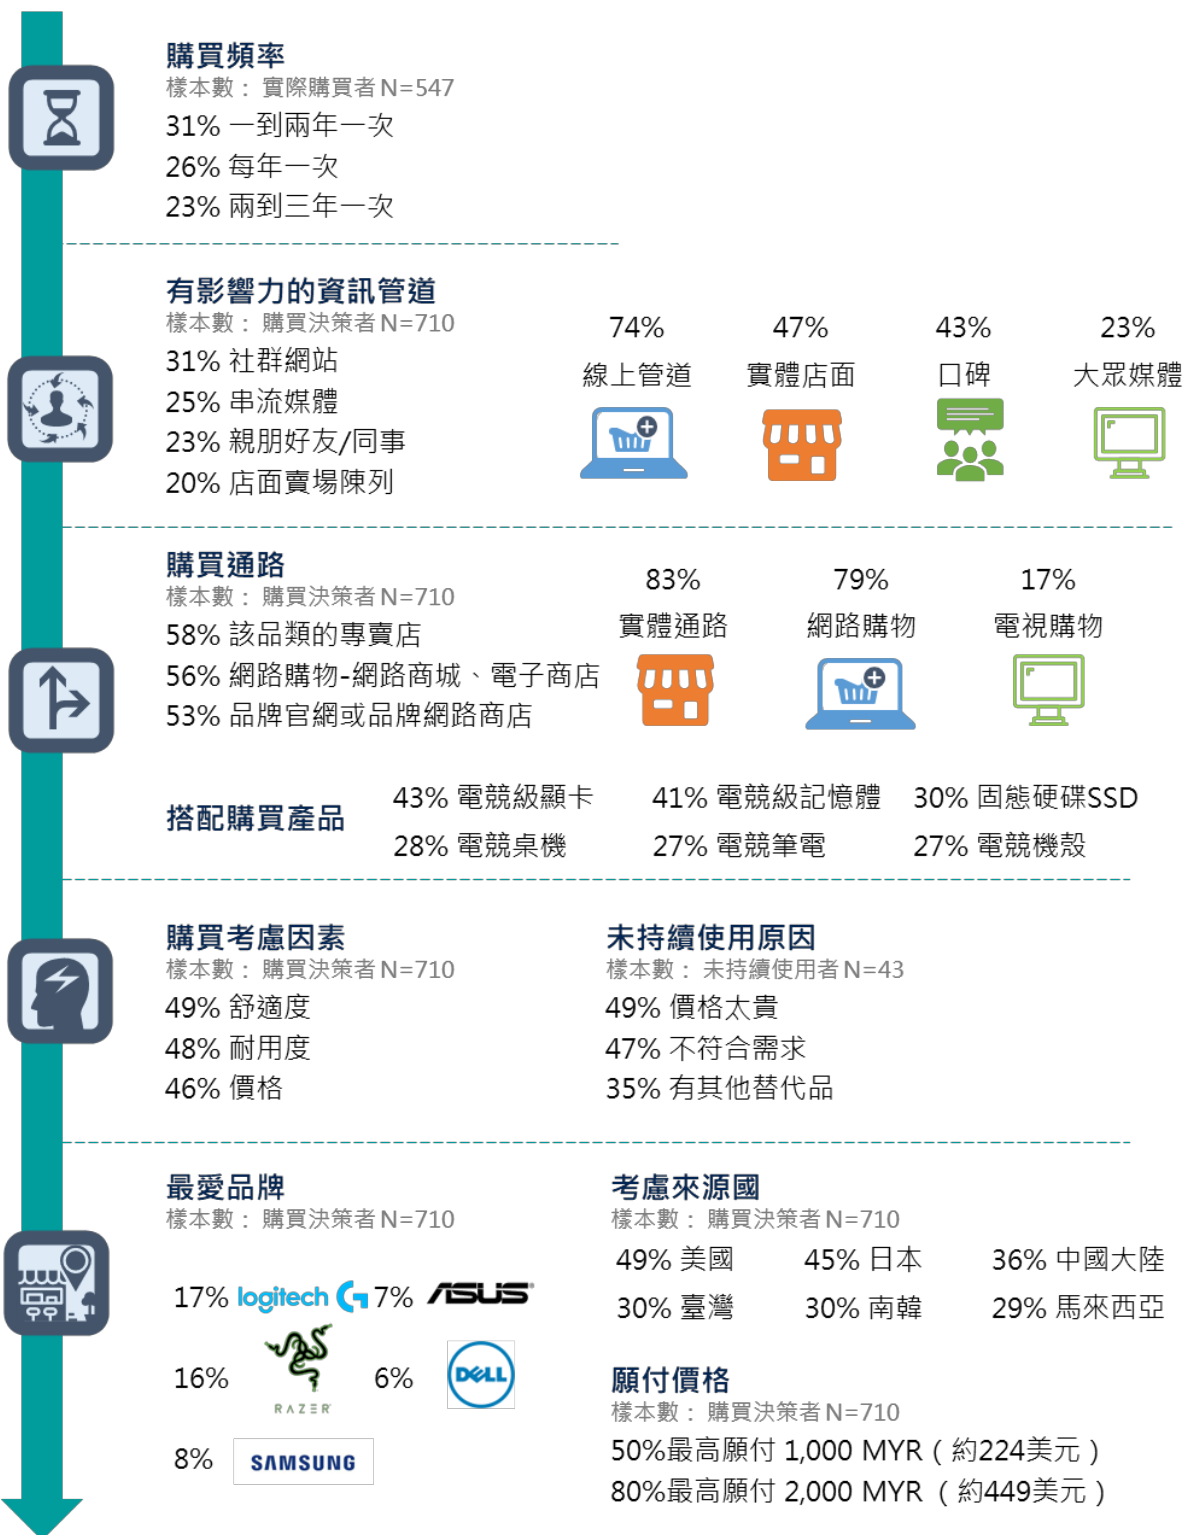 購買頻率
樣本數：實際購買者N=547
31% 一到兩年一次
26% 每年一次
23% 兩到三年一次
有影響力的資訊管道
樣本數：購買決策者N=710
31% 社群網站
25% 串流媒體
23% 親朋好友/同事
20% 店面賣場陳列
74% 47% 43% 23%
線上管道 實體店面 口碑 大眾媒體
購買通路
樣本數：購買決策者N=710
58% 該品類的專賣店
56% 網路購物-網路商城、電子商店
53% 品牌官網或品牌網路商店
83% 79% 17%
實體通路 網路購物 電視購物
搭配購買產品
43% 電競級顯卡 41% 電競級記憶體 30% 固態硬碟SSD
28% 電競桌機 27% 電競筆電 27% 電競機殼
購買考慮因素
樣本數：購買決策者N=710
49% 舒適度
48% 耐用度
46% 價格
未持續使用原因
樣本數：未持續使用者N=43
49% 價格太貴
47% 不符合需求
35% 有其他替代品
最愛品牌
樣本數：購買決策者N=710
17% logitech G 7% ASUS
16% RAZER 6% DELL
8% SAMSUNG
考慮來源國
樣本數：購買決策者N=710
49% 美國 45% 日本 36% 中國大陸
30% 臺灣 30% 南韓 29% 馬來西亞
願付價格
樣本數：購買決策者N=710
50%最高願付 1,000 MYR（約224美元）
80%最高願付 2,000 MYR （約449美元）